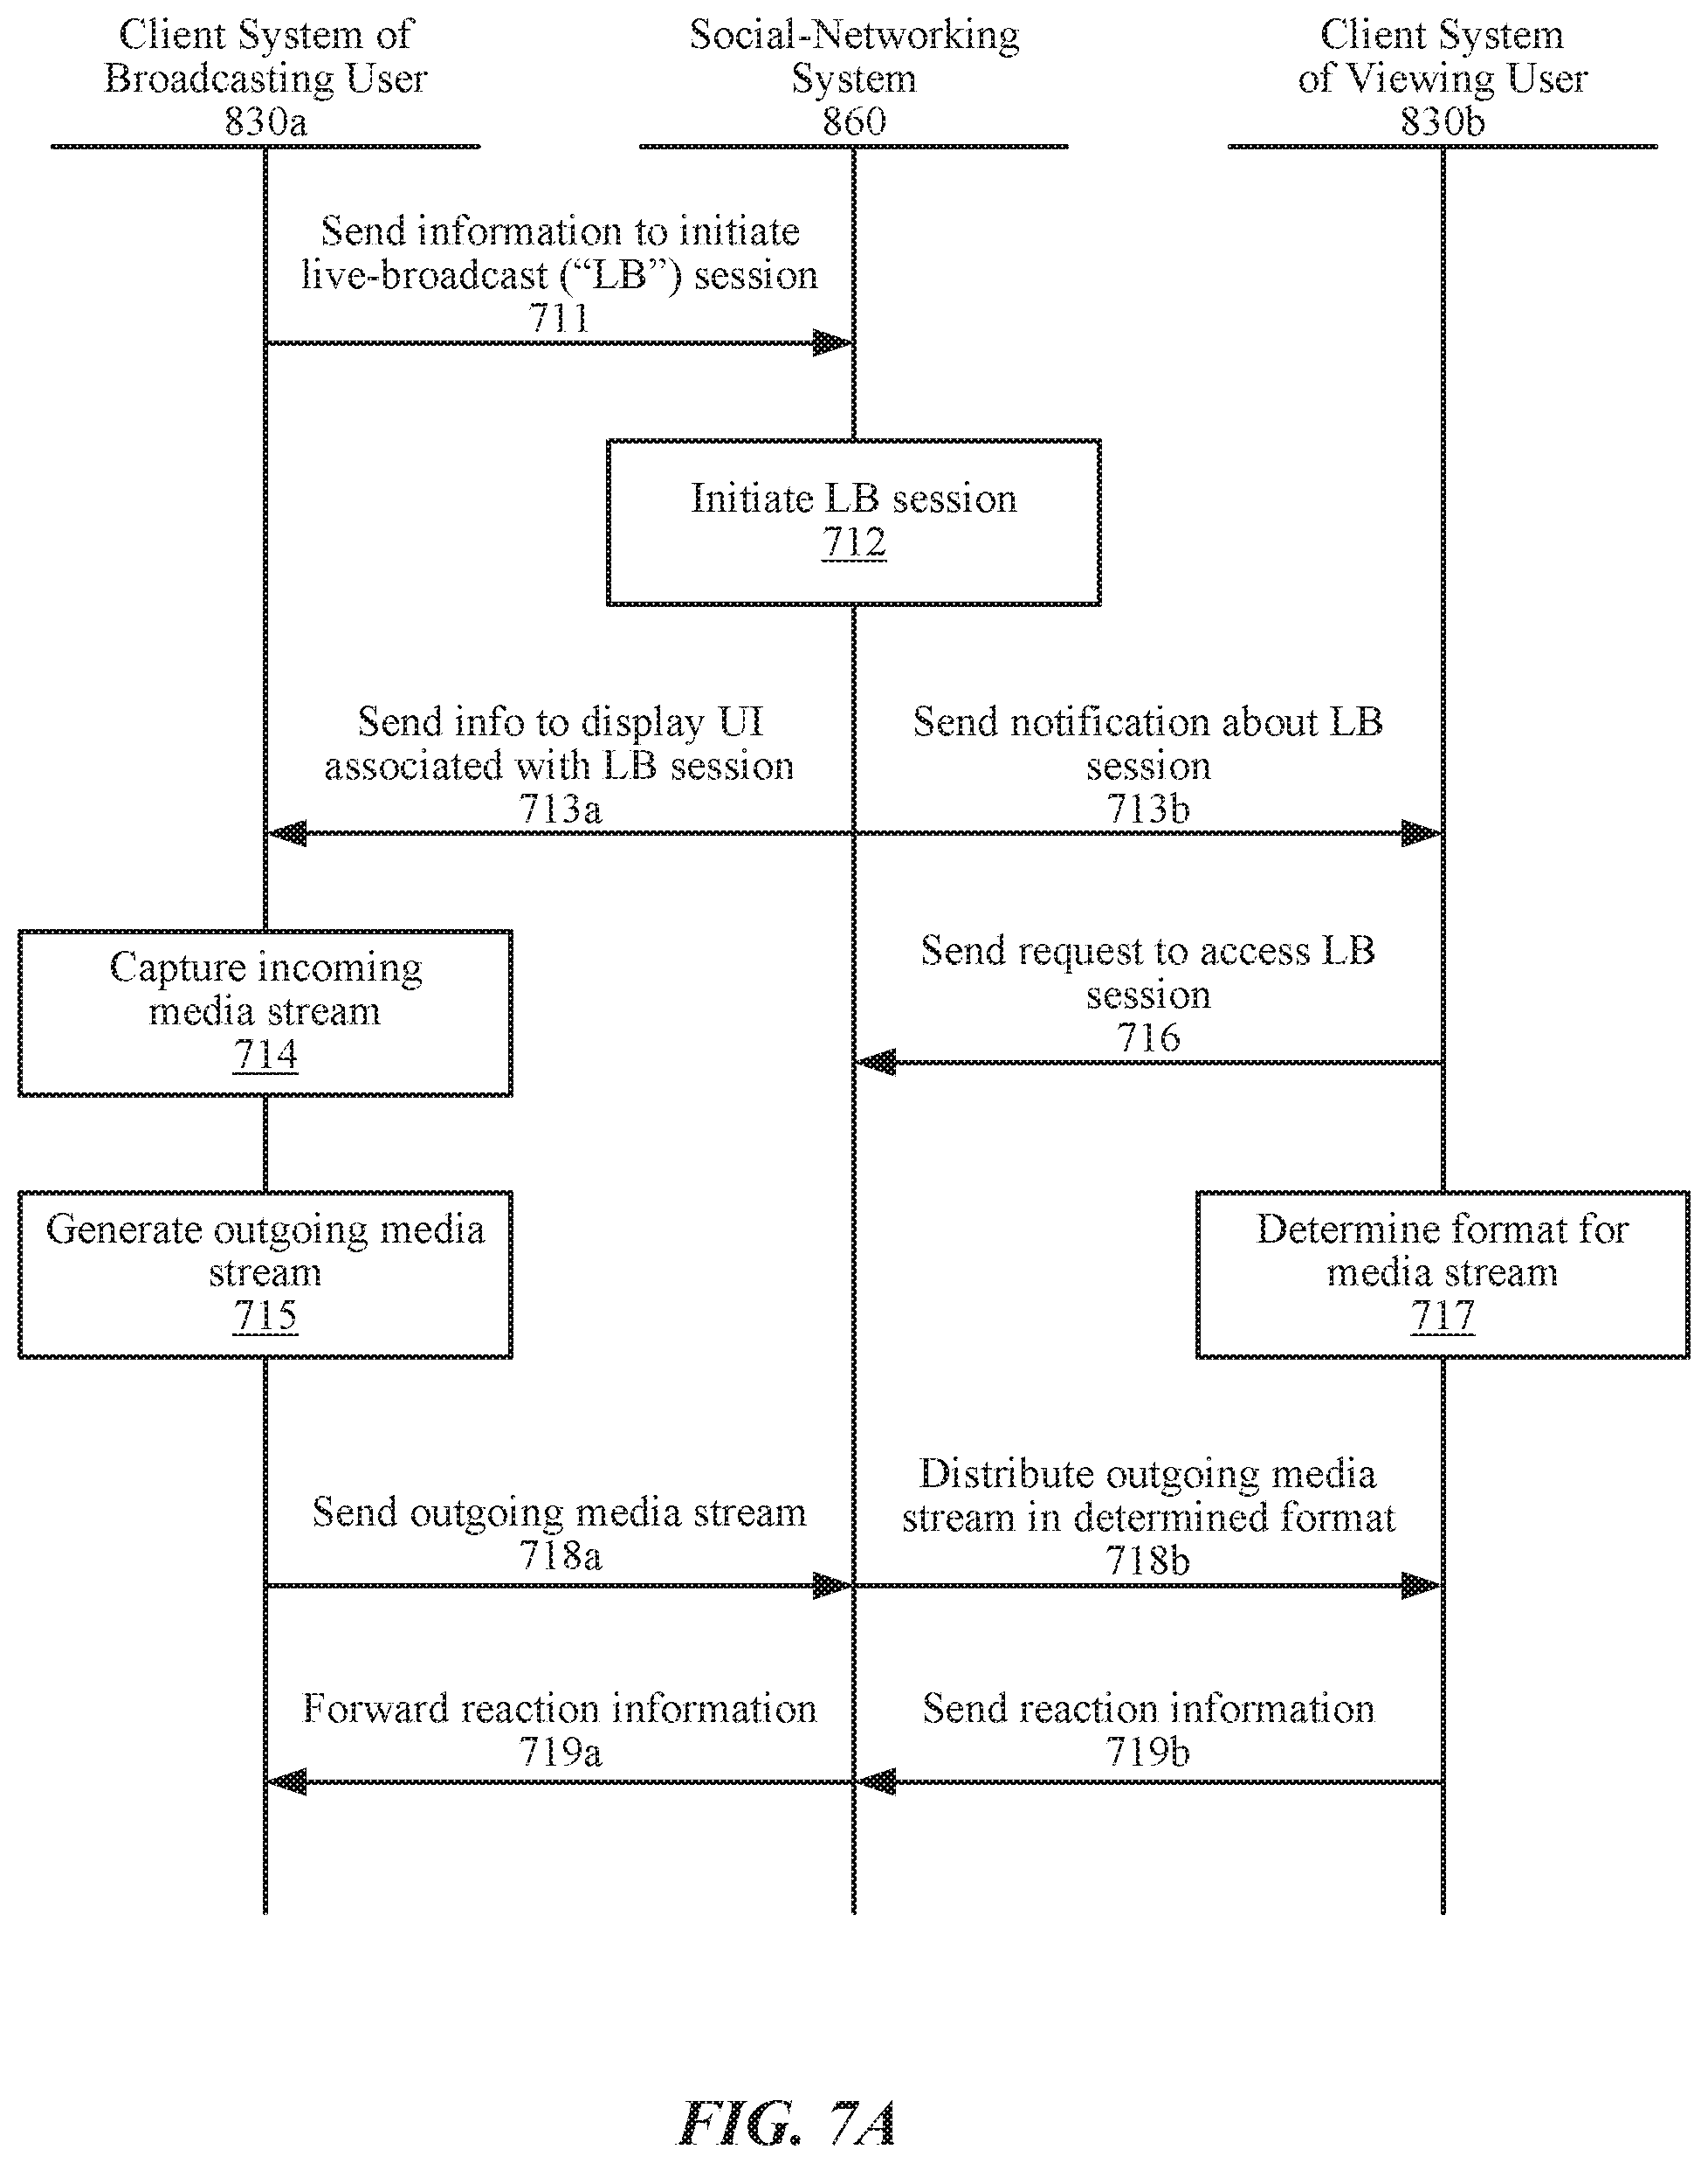 Client System of
Broadcasting User
830a
Social-Networking
System
860
Client System
of Viewing User
830b
Send information to initiate
live-broadcast (“LB”) session
711
Initiate LB session
712
Send info to display UI
associated with LB session
713a
Send notification about LB
session
713b
Capture incoming
media stream
714
Send request to access LB
session
716
Generate outgoing media
stream
715
Determine format for
media stream
717
Send outgoing media stream
718a
Distribute outgoing media
stream in determined format
718b
Forward reaction information
719a
Send reaction information
719b
FIG. 7A